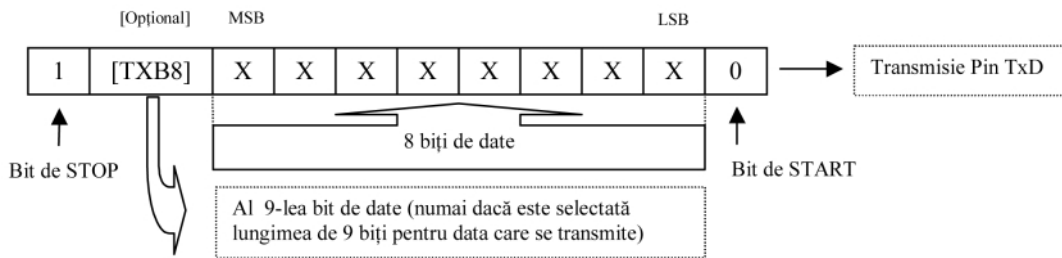 [Opțional] MSB LSB
1 [TXB8] X X X X X X X X 0
Transmisie Pin TxD
8 biți de date
Bit de STOP
Bit de START
Al 9-lea bit de date (numai dacă este selectată
lungimea de 9 biți pentru data care se transmite)